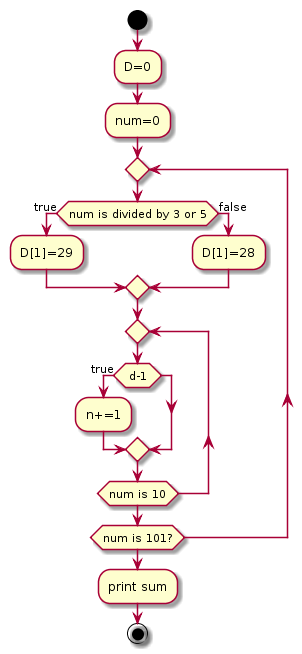 D=0
num=0
true
num is divided by 3 or 5
false
D[1]=29
D[1]=28
true
d-1
n+=1
num is 10
num is 101?
print sum